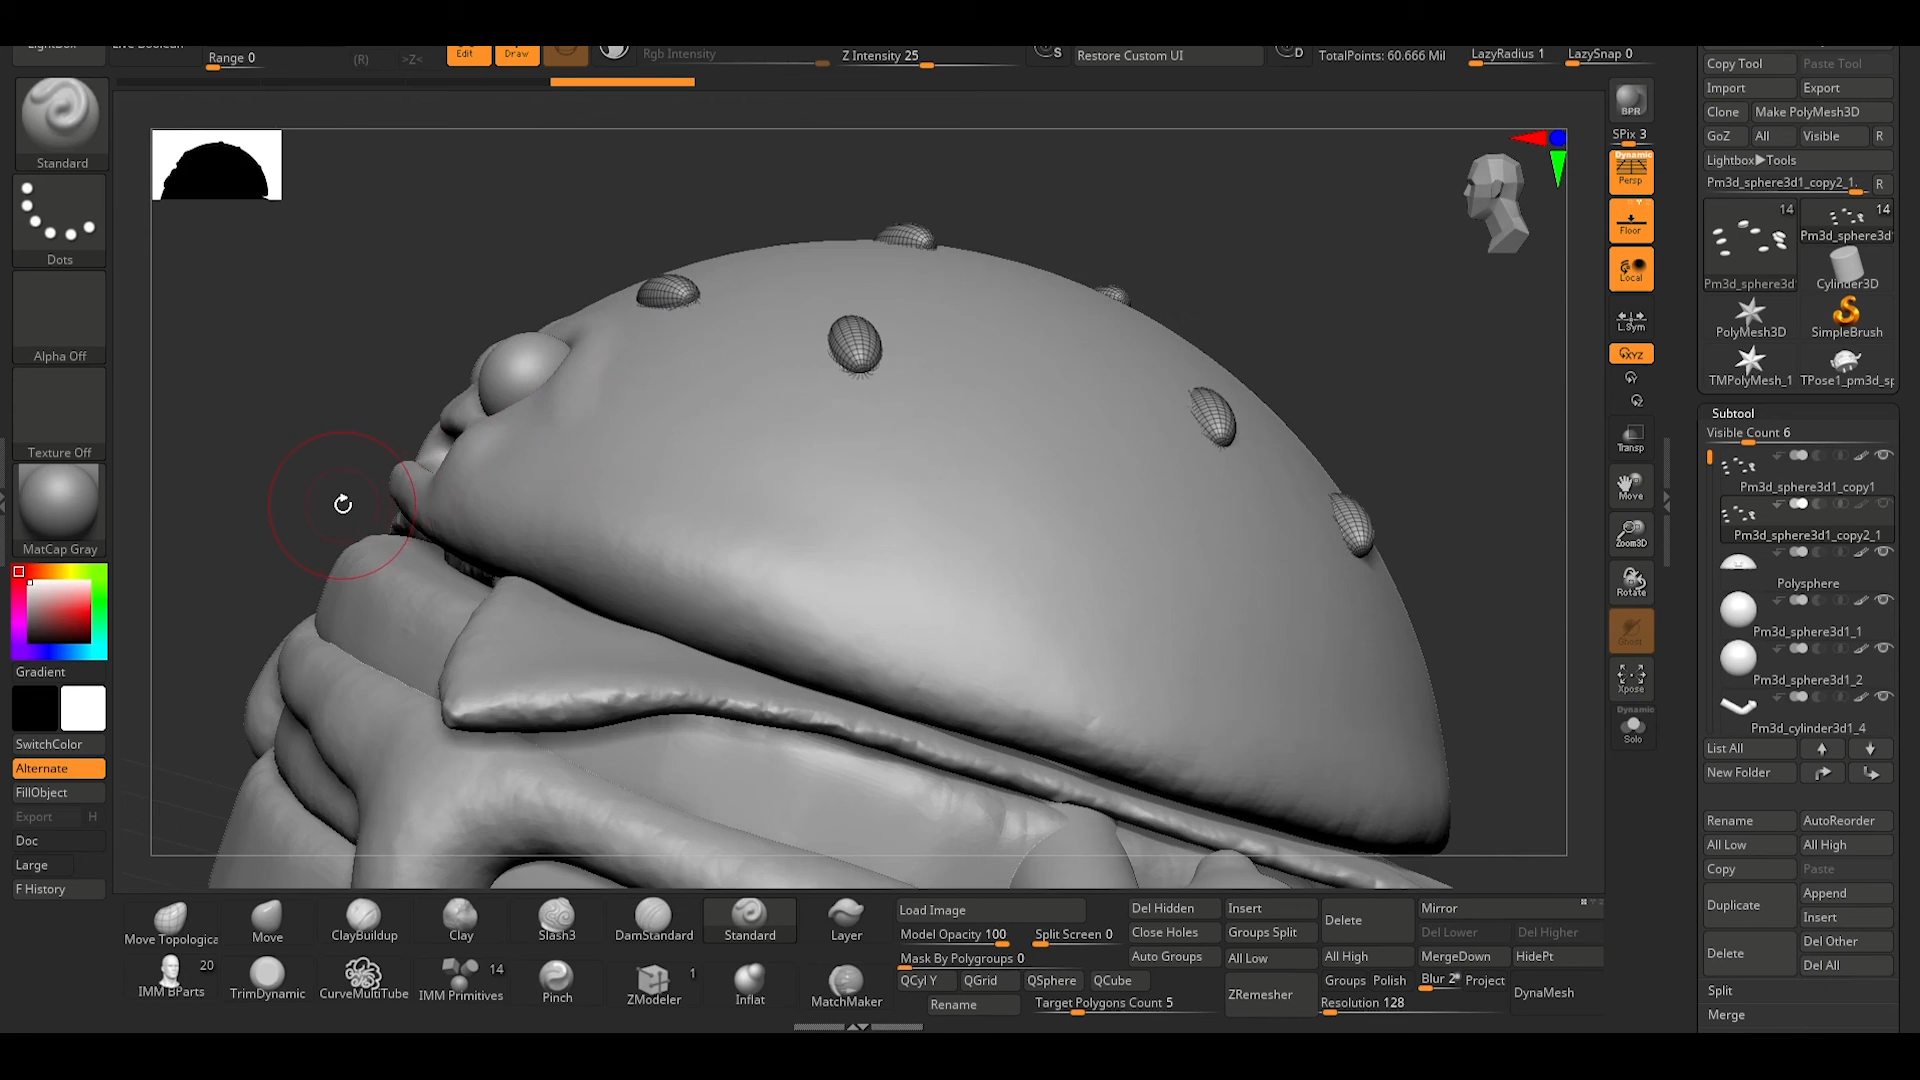 LightBox
Live Boolean
Range 0
(R)
>Z<
Edit
Draw
Rgb Intensity
Z Intensity 25
S
Restore Custom UI
D
TotalPoints: 60.666 Mil
LazyRadius 1
LazySnap 0
Standard
Dots
Alpha Off
Texture Off
MatCap Gray
Gradient
SwitchColor
Alternate
FillObject
Export
H
Doc
Large
F History
BPR
SPix 3
Dynamic
Persp
Floor
Local
L.Sym
XYZ
Transp
Move
Zoom3D
Rotate
Ghost
Xpose
Dynamic
Solo
Copy Tool
Paste Tool
Import
Export
Clone
Make PolyMesh3D
GoZ
All
Visible
R
Lightbox▶Tools
Pm3d_sphere3d1_copy2_1.
R
14
14
Pm3d_sphere3d
Pm3d_sphere3d
Cylinder3D
PolyMesh3D
SimpleBrush
TMPolyMesh_1
TPose1_pm3d_sp
Subtool
Visible Count 6
Pm3d_sphere3d1_copy1
Pm3d_sphere3d1_copy2_1
Polysphere
Pm3d_sphere3d1_1
Pm3d_sphere3d1_2
Pm3d_cylinder3d1_4
List All
New Folder
Rename
AutoReorder
All Low
All High
Copy
Paste
Duplicate
Append
Insert
Delete
Del Other
Del All
Split
Merge
Move Topologica
Move
ClayBuildup
Clay
Slash3
DamStandard
Standard
Layer
20
IMM BParts
TrimDynamic
CurveMultiTube
14
IMM Primitives
Pinch
1
ZModeler
Inflat
MatchMaker
Load Image
Model Opacity 100
Split Screen 0
Mask By Polygroups 0
QCyl Y
QGrid
QSphere
QCube
Rename
Target Polygons Count 5
Del Hidden
Insert
Delete
Mirror
Close Holes
Groups Split
Del Lower
Del Higher
Auto Groups
All Low
All High
MergeDown
HidePt
ZRemesher
Groups
Polish
Blur 2
Project
DynaMesh
Resolution 128